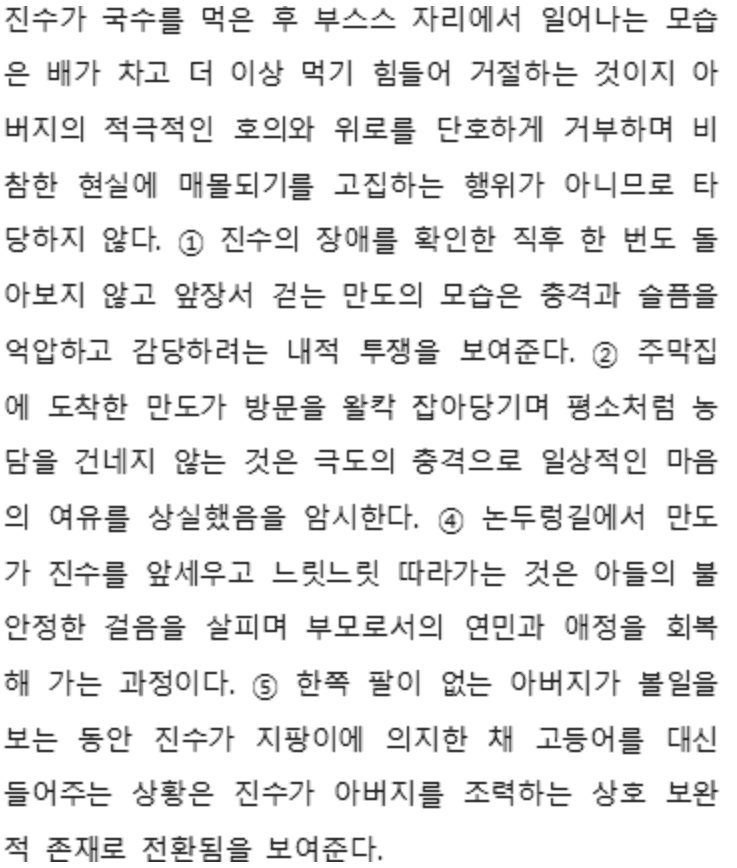 진수가 국수를 먹은 후 부스스 자리에서 일어나는 모습
은 배가 차고 더 이상 먹기 힘들어 거절하는 것이지 아
버지의 적극적인 호의와 위로를 단호하게 거부하며 비
참한 현실에 매몰되기를 고집하는 행위가 아니므로 타
당하지 않다. ① 진수의 장애를 확인한 직후 한 번도 돌
아보지 않고 앞장서 걷는 만도의 모습은 충격과 슬픔을
억압하고 감당하려는 내적 투쟁을 보여준다. ② 주막집
에 도착한 만도가 방문을 왈칵 잡아당기며 평소처럼 농
담을 건네지 않는 것은 극도의 충격으로 일상적인 마음
의 여유를 상실했음을 암시한다. ④ 논두렁길에서 만도
가 진수를 앞세우고 느릿느릿 따라가는 것은 아들의 불
안정한 걸음을 살피며 부모로서의 연민과 애정을 회복
해 가는 과정이다. ⑤ 한쪽 팔이 없는 아버지가 볼일을
보는 동안 진수가 지팡이에 의지한 채 고등어를 대신
들어주는 상황은 진수가 아버지를 조력하는 상호 보완
적 존재로 전환됨을 보여준다.